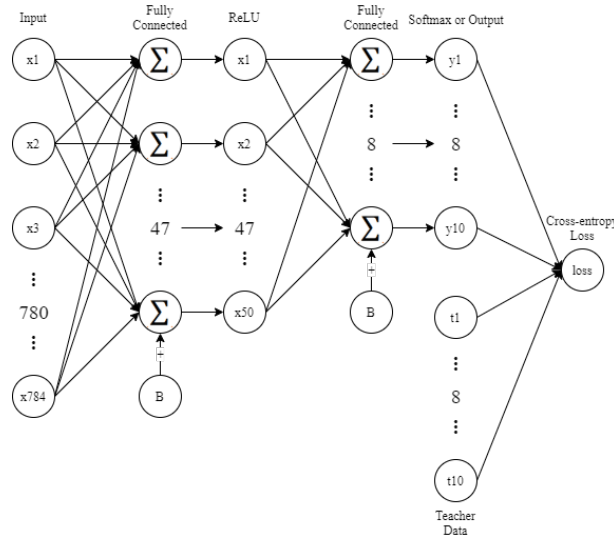 Input
Fully
Connected
ReLU
Fully
Connected
Softmax or Output
x1
∑
x1
∑
y1
x2
∑
x2
⋮
8
⋮
⋮
8
⋮
x3
⋮
47
⋮
⋮
47
⋮
∑
y10
Cross-entropy
Loss
loss
⋮
780
⋮
∑
x50
+
B
t1
+
x784
B
⋮
8
⋮
t10
Teacher
Data